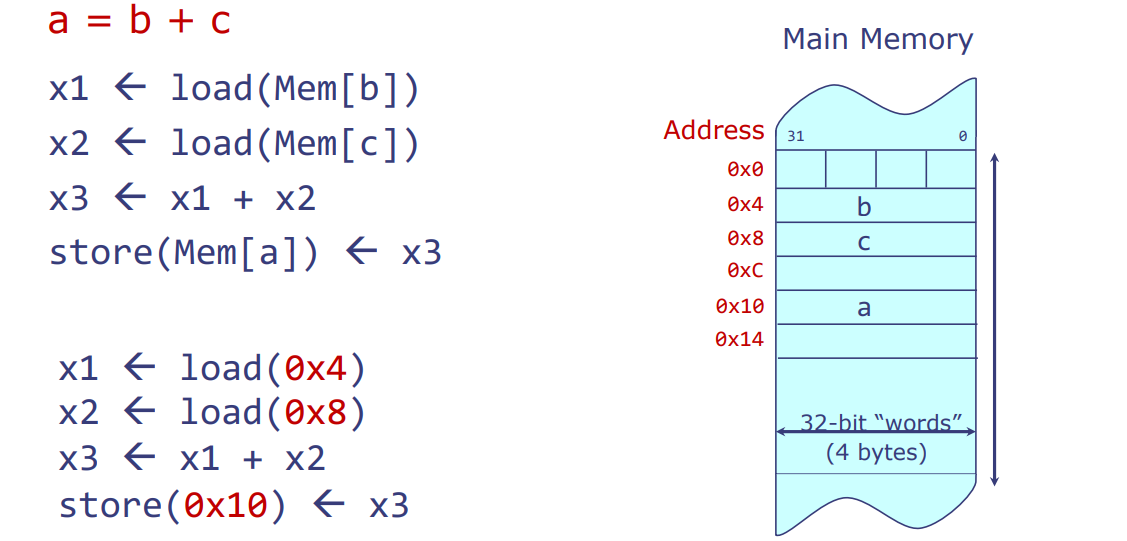 a = b + c
x1 ← load(Mem[b])
x2 ← load(Mem[c])
x3 ← x1 + x2
store(Mem[a]) ← x3
x1 ← load(0x4)
x2 ← load(0x8)
x3 ← x1 + x2
store(0x10) ← x3
Main Memory
Address 31 0
0x0
0x4 b
0x8 c
0xC
0x10 a
0x14
32-bit “words”
(4 bytes)